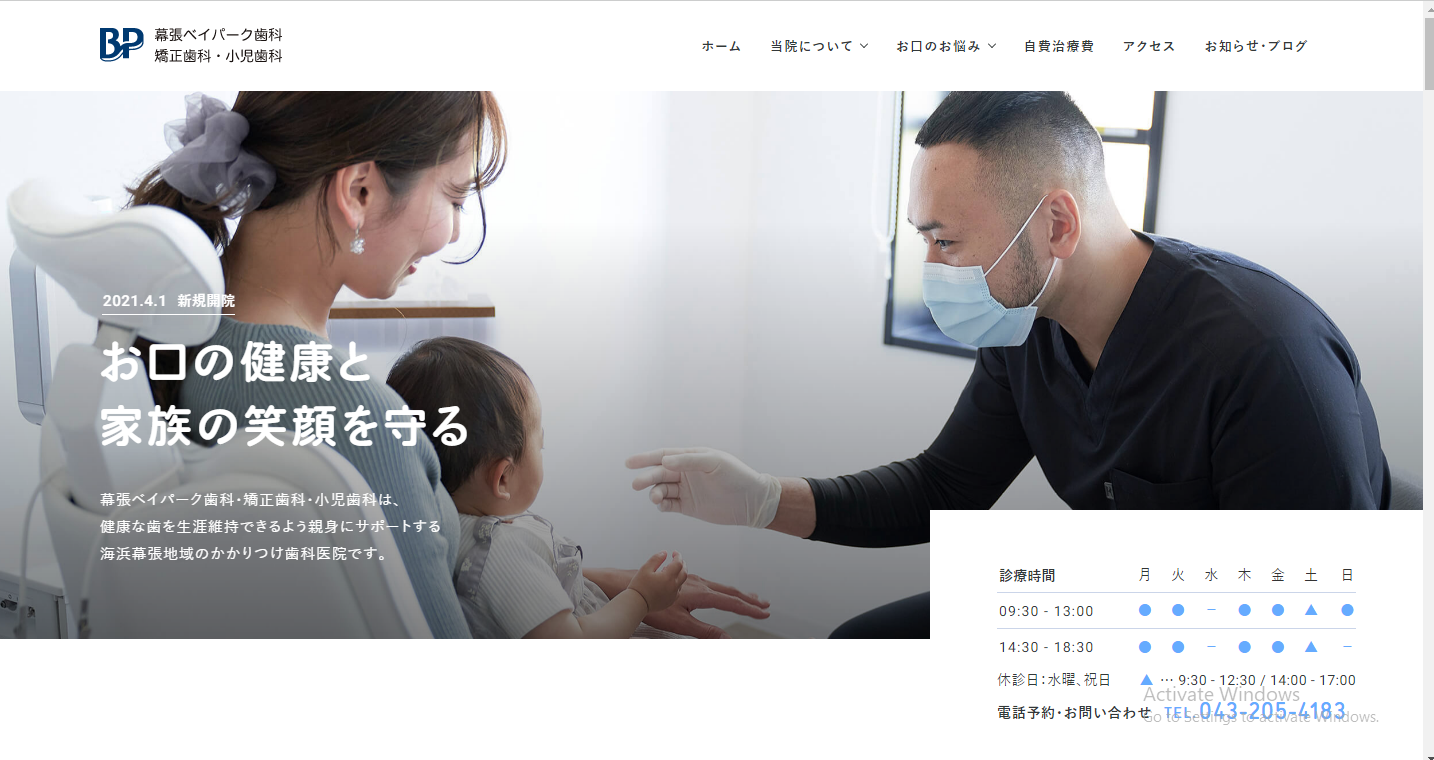 BP 幕張ベイパーク歯科
矯正歯科・小児歯科
ホーム 当院について お口のお悩み 自費治療費 アクセス お知らせ・ブログ
2021.4.1 新規開院
お口の健康と
家族の笑顔を守る
幕張ベイパーク歯科・矯正歯科・小児歯科は、
健康な歯を生涯維持できるよう親身にサポートする
海浜幕張地域のかかりつけ歯科医院です。
診療時間 月 火 水 木 金 土 日
09:30 - 13:00 ● ● − ● ● ▲ ●
14:30 - 18:30 ● ● − ● ● ▲ −
休診日：水曜、祝日 ▲ … 9:30 - 12:30 / 14:00 - 17:00
電話予約・お問い合わせ TEL 043-205-4183
Activate Windows
Go to Settings to activate Windows.